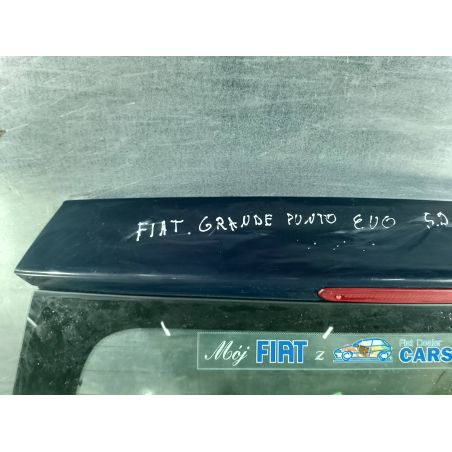 FIAT. GRANDE PUNTO EVO 5.D
Mój FIAT z Fiat Dealer CARS